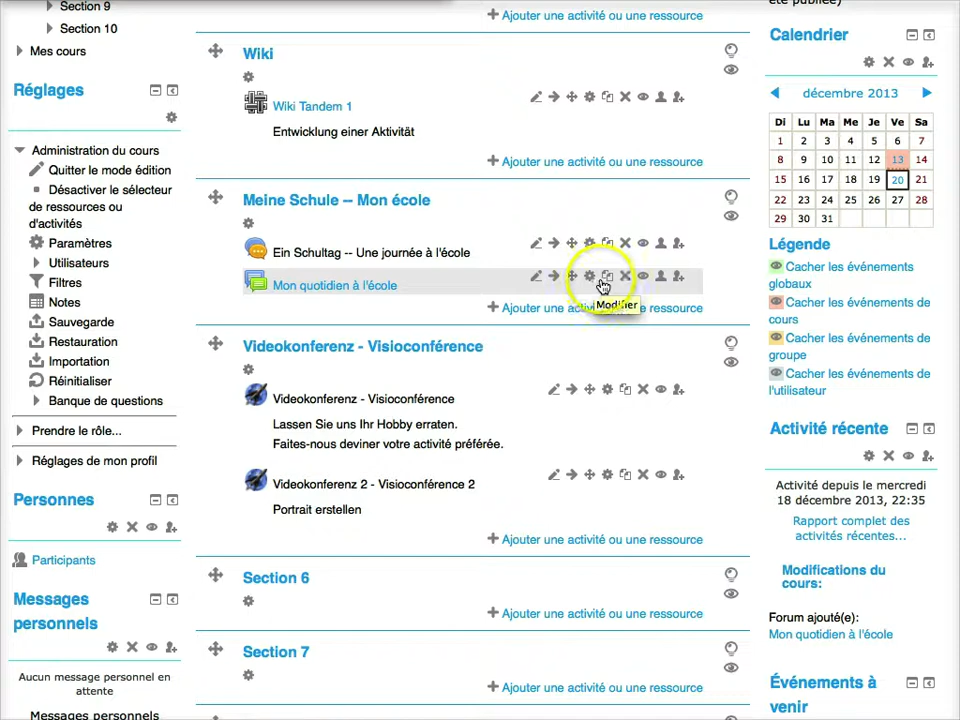 Section 9
Section 10
Mes cours
Réglages
Administration du cours
Quitter le mode édition
Désactiver le sélecteur
de ressources ou
d'activités
Paramètres
Utilisateurs
Filtres
Notes
Sauvegarde
Restauration
Importation
Réinitialiser
Banque de questions
Prendre le rôle...
Réglages de mon profil
Personnes
Participants
Messages
personnels
Aucun message personnel en
attente
Messages personnels
Ajouter une activité ou une ressource
Wiki
Wiki Tandem 1
Entwicklung einer Aktivität
Ajouter une activité ou une ressource
Meine Schule -- Mon école
Ein Schultag -- Une journée à l'école
Mon quotidien à l'école
Modifier
Ajouter une activité ou une ressource
Videokonferenz - Visioconférence
Videokonferenz - Visioconférence
Lassen Sie uns Ihr Hobby erraten.
Faites-nous deviner votre activité préférée.
Videokonferenz 2 - Visioconférence 2
Portrait erstellen
Ajouter une activité ou une ressource
Section 6
Ajouter une activité ou une ressource
Section 7
Ajouter une activité ou une ressource
été publiée)
Calendrier
décembre 2013
Di Lu Ma Me Je Ve Sa
1 2 3 4 5 6 7
8 9 10 11 12 13 14
15 16 17 18 19 20 21
22 23 24 25 26 27 28
29 30 31
Légende
Cacher les événements
globaux
Cacher les événements de
cours
Cacher les événements de
groupe
Cacher les événements de
l'utilisateur
Activité récente
Activité depuis le mercredi
18 décembre 2013, 22:35
Rapport complet des
activités récentes...
Modifications du
cours:
Forum ajouté(e):
Mon quotidien à l'école
Événements à
venir